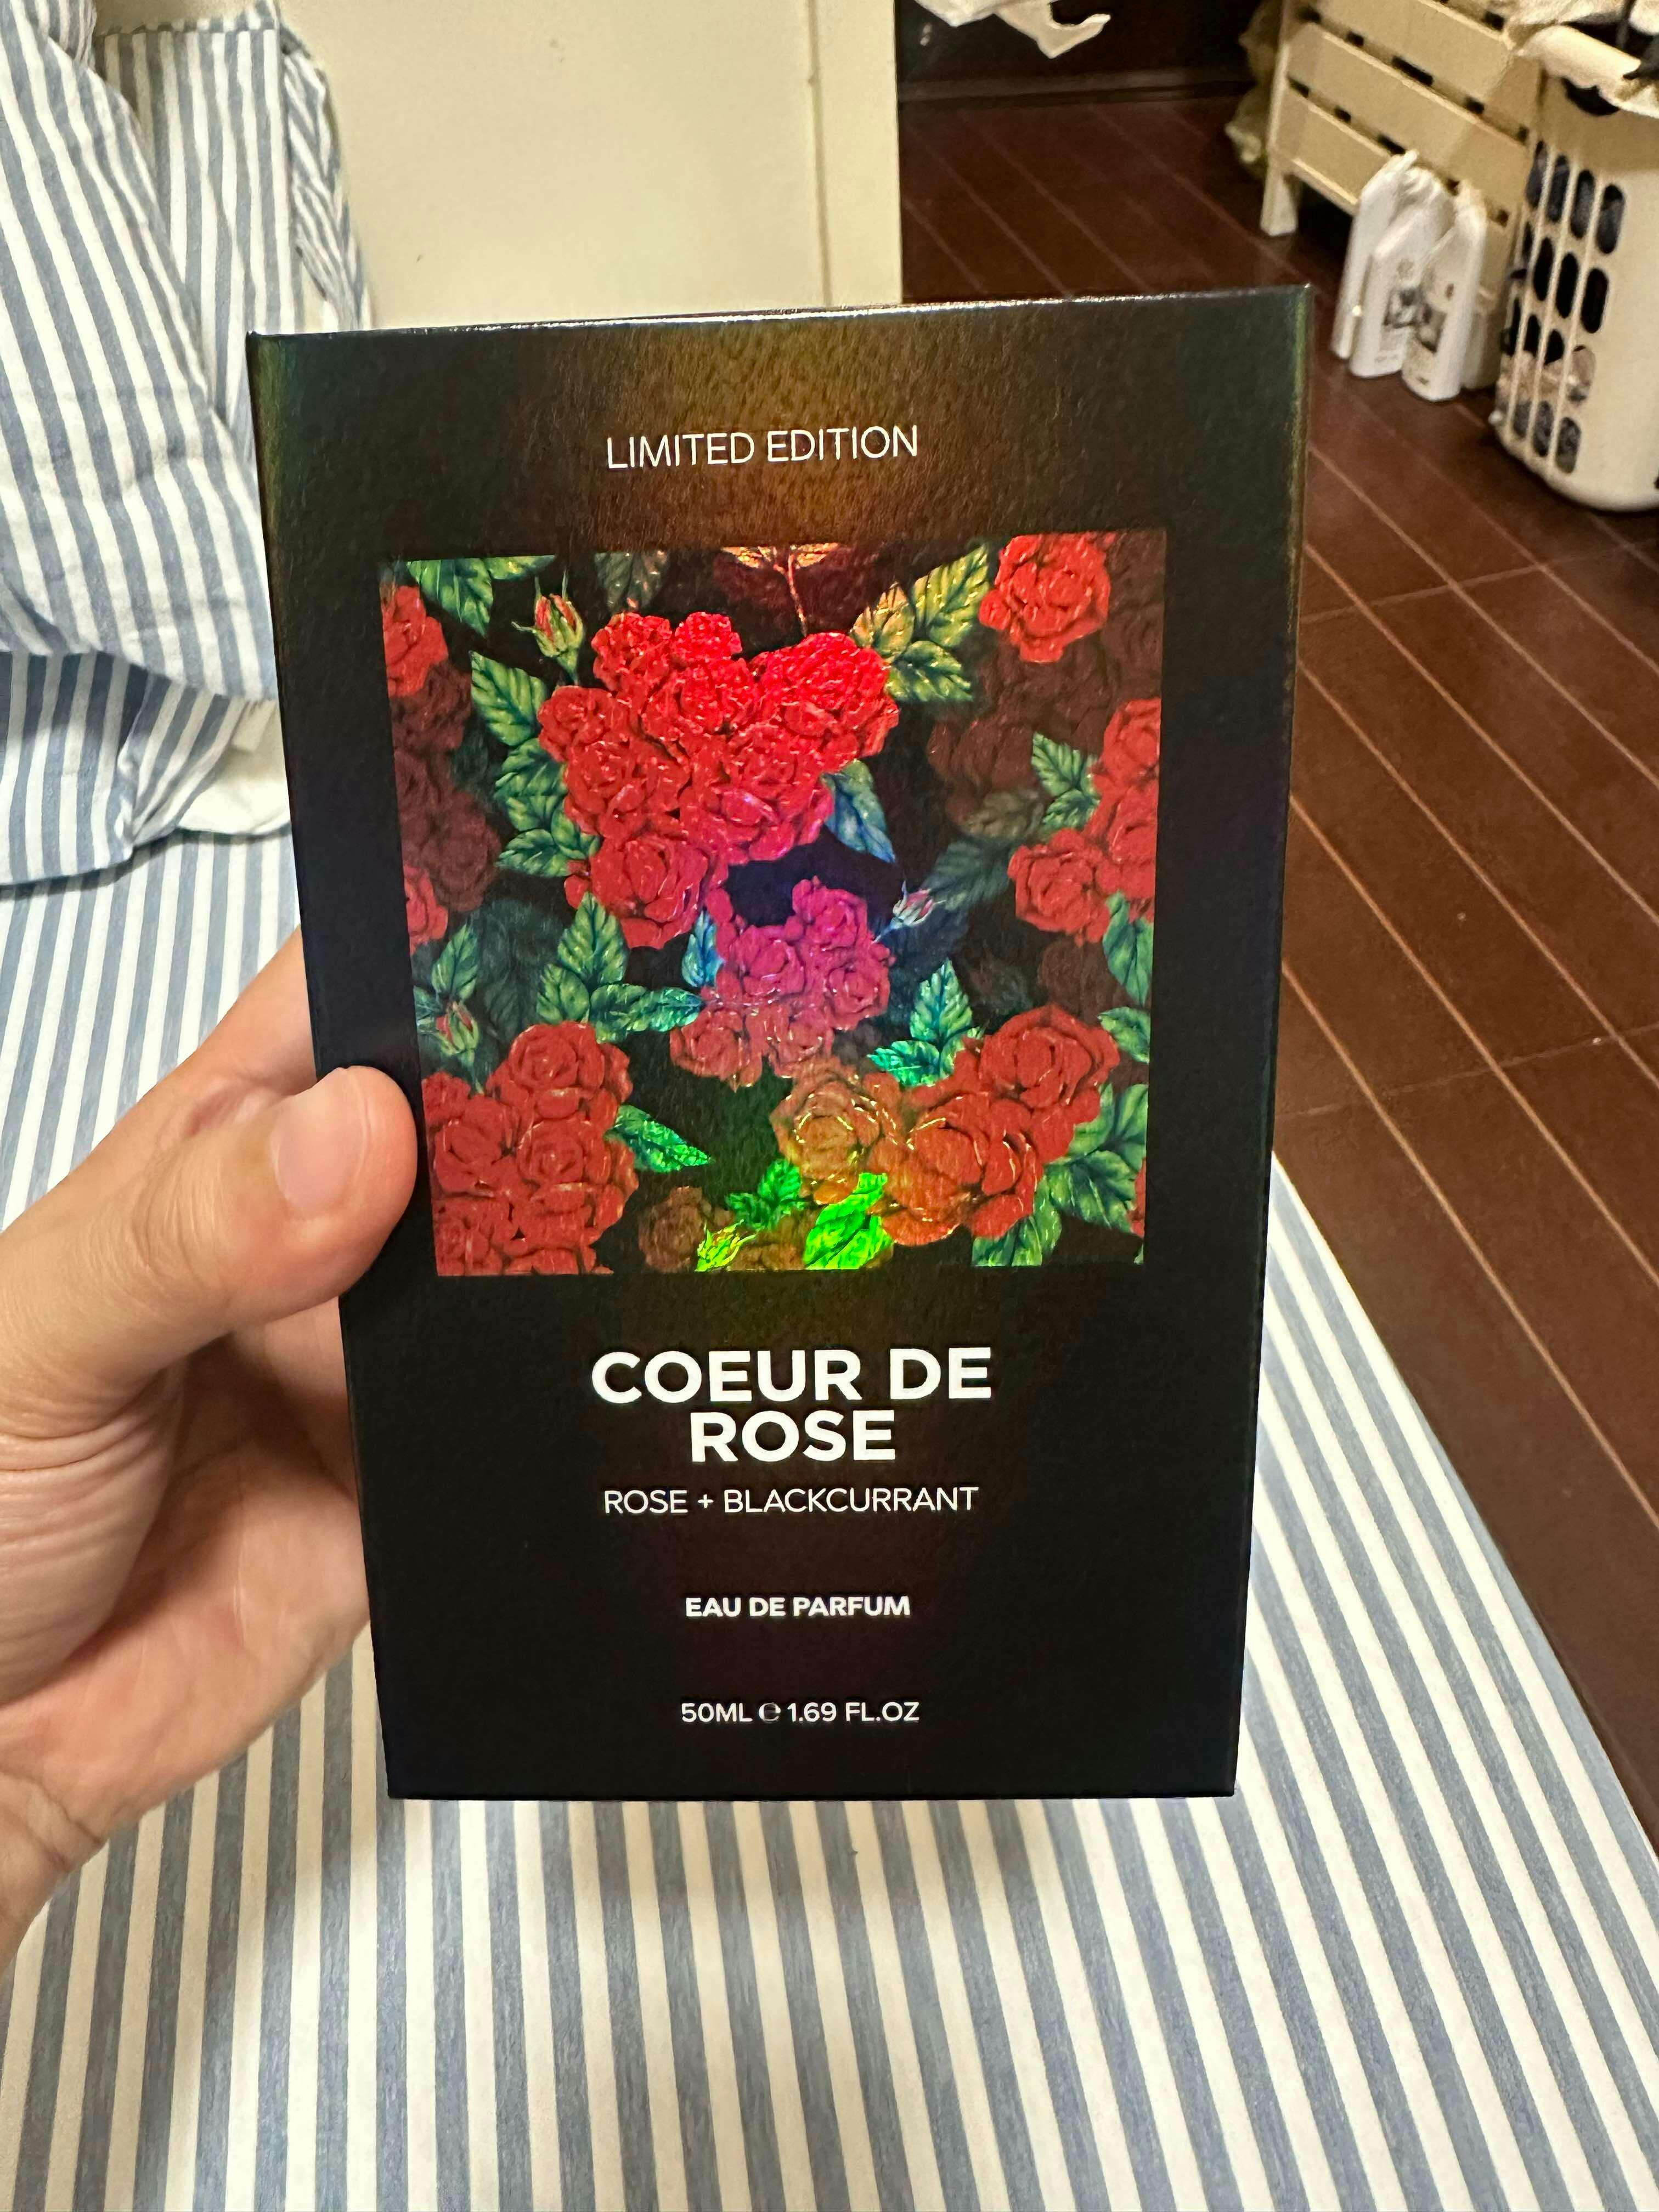 LIMITED EDITION
COEUR DE
ROSE
ROSE + BLACKCURRANT
EAU DE PARFUM
50ML ℮ 1.69 FL.OZ